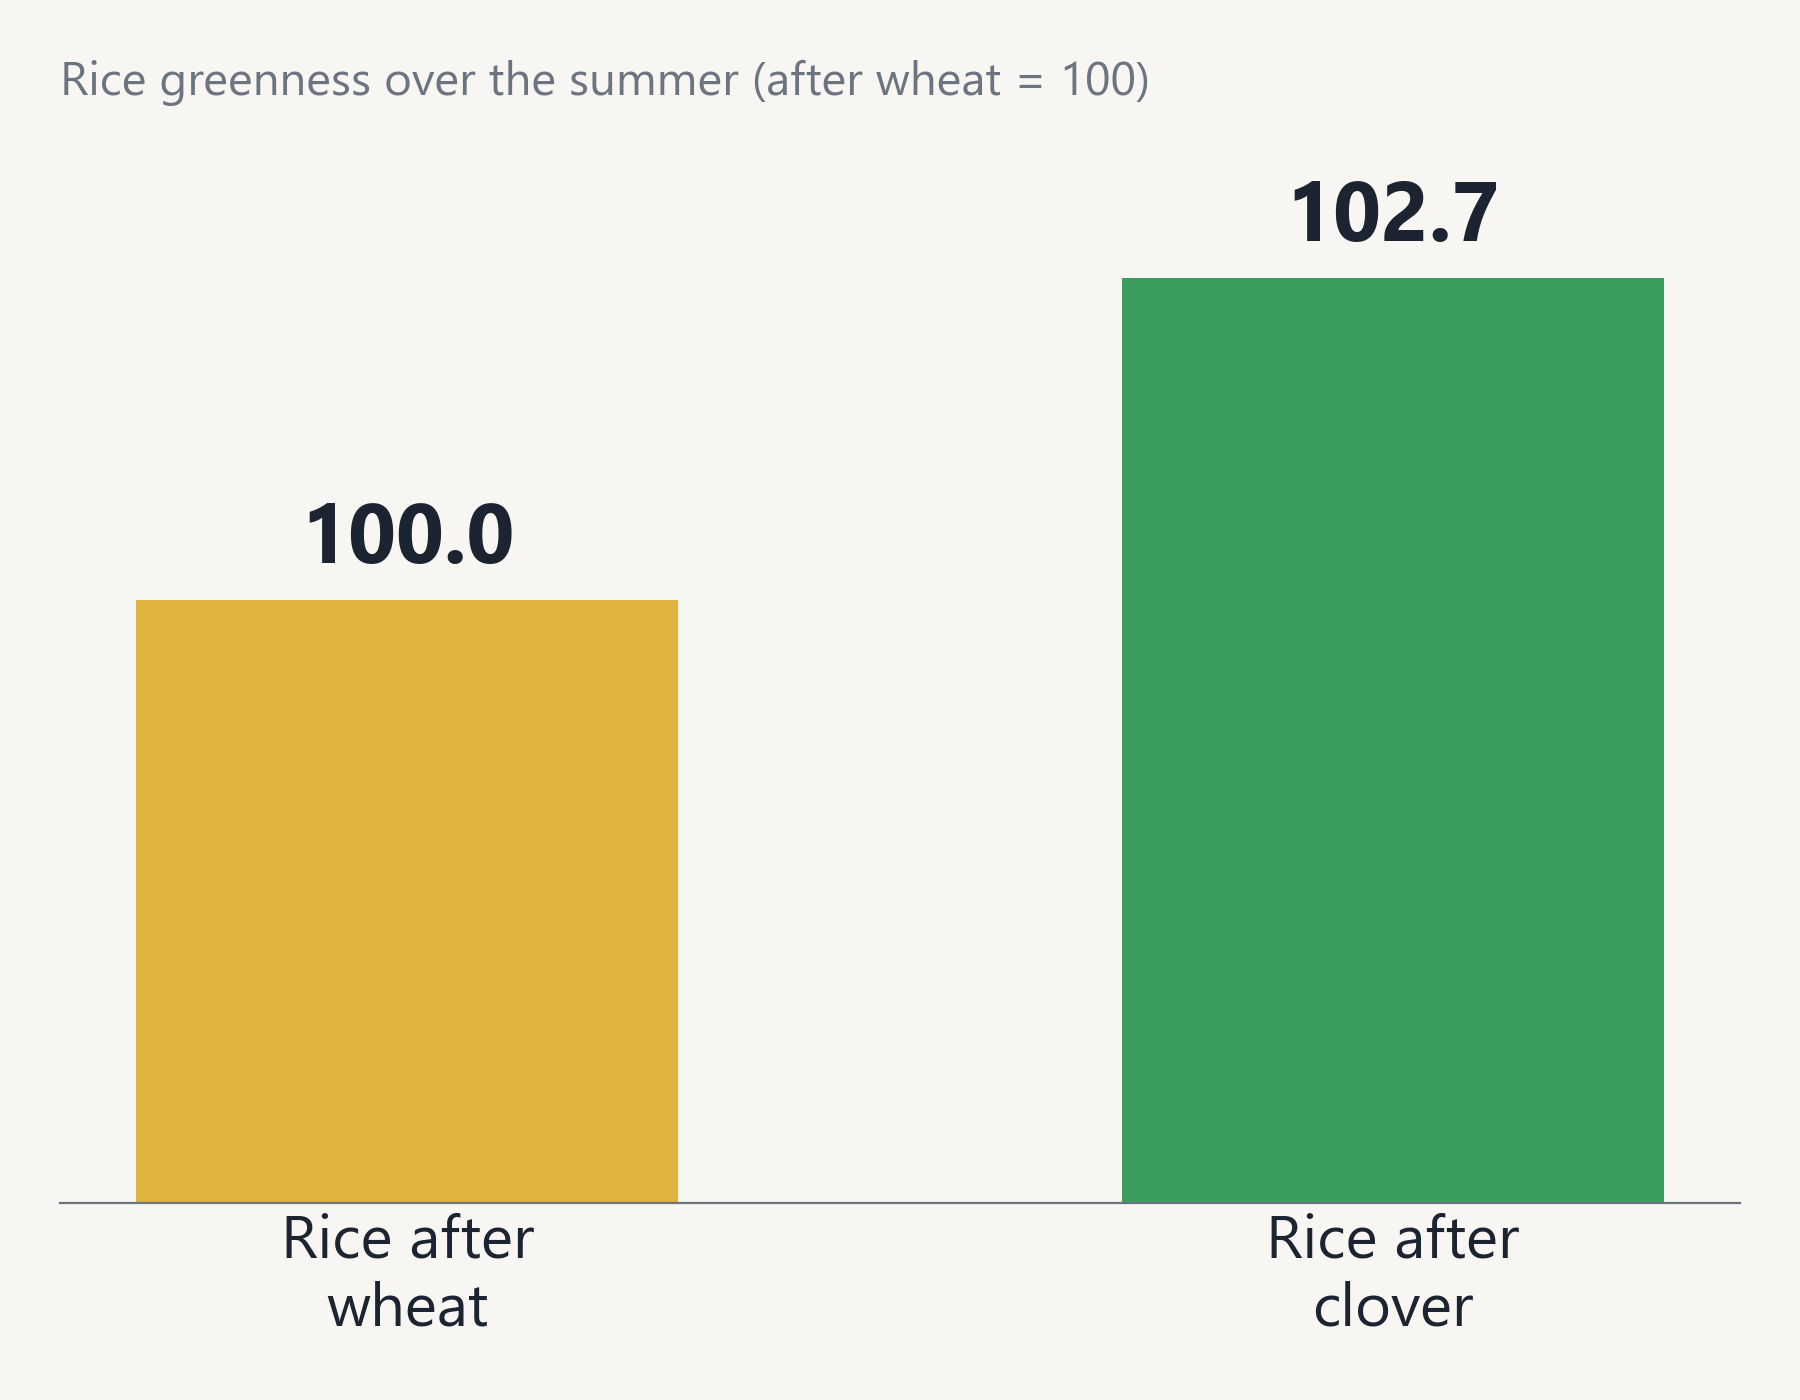 Rice greenness over the summer (after wheat = 100)
102.7
100.0
Rice after
wheat
Rice after
clover